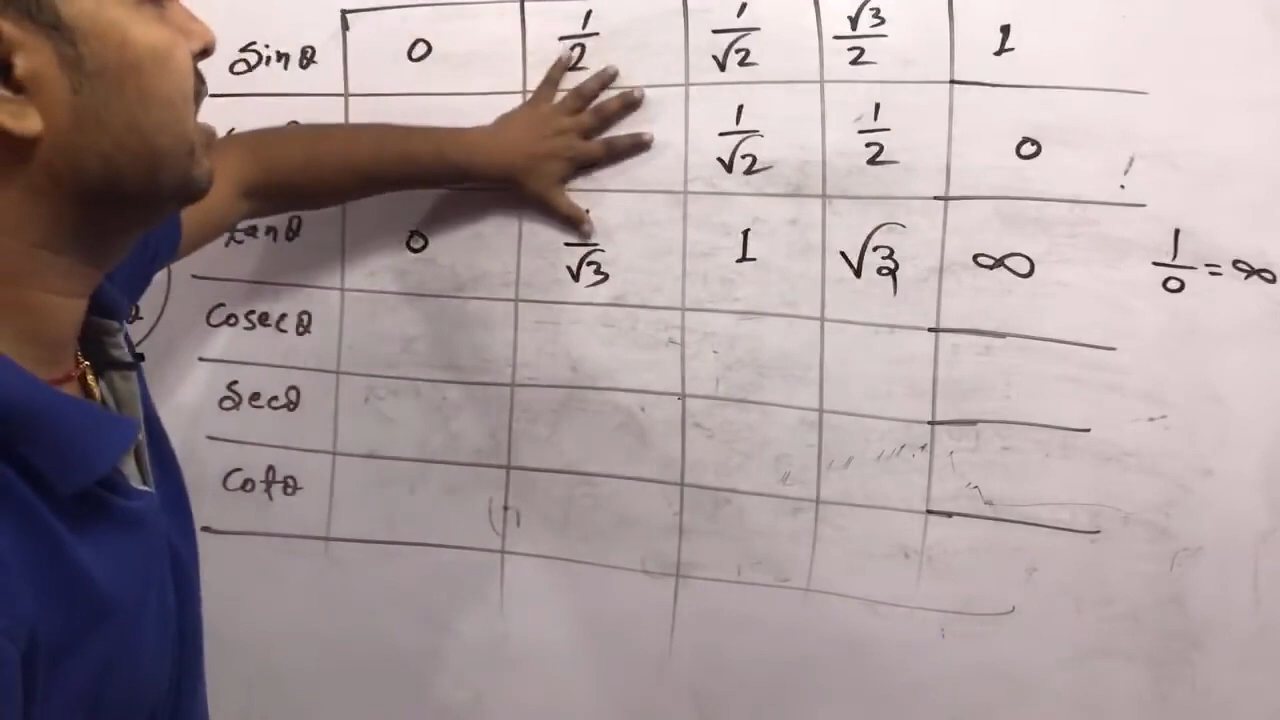 sinθ 0 1/2 1/√2 √3/2 1
1/√2 1/2 0
tanθ 0 √3 1 √3 ∞ 1/0 = ∞
cosecθ
secθ
cotθ